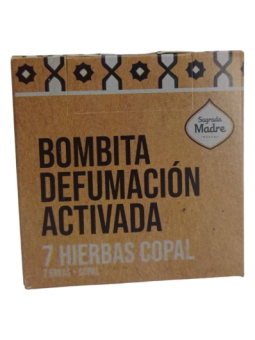 Sagrada
Madre
BOMBITA
DEFUMACIÓN
ACTIVADA
7 HIERBAS COPAL